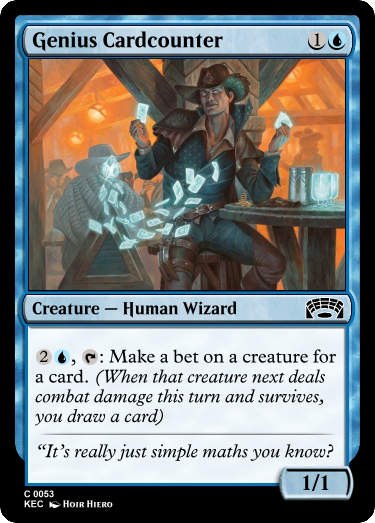 Genius Cardcounter 1
Creature — Human Wizard
2, : Make a bet on a creature for
a card. (When that creature next deals
combat damage this turn and survives,
you draw a card)
“It’s really just simple maths you know?
1/1
C 0053
KEC Hoir Hiero